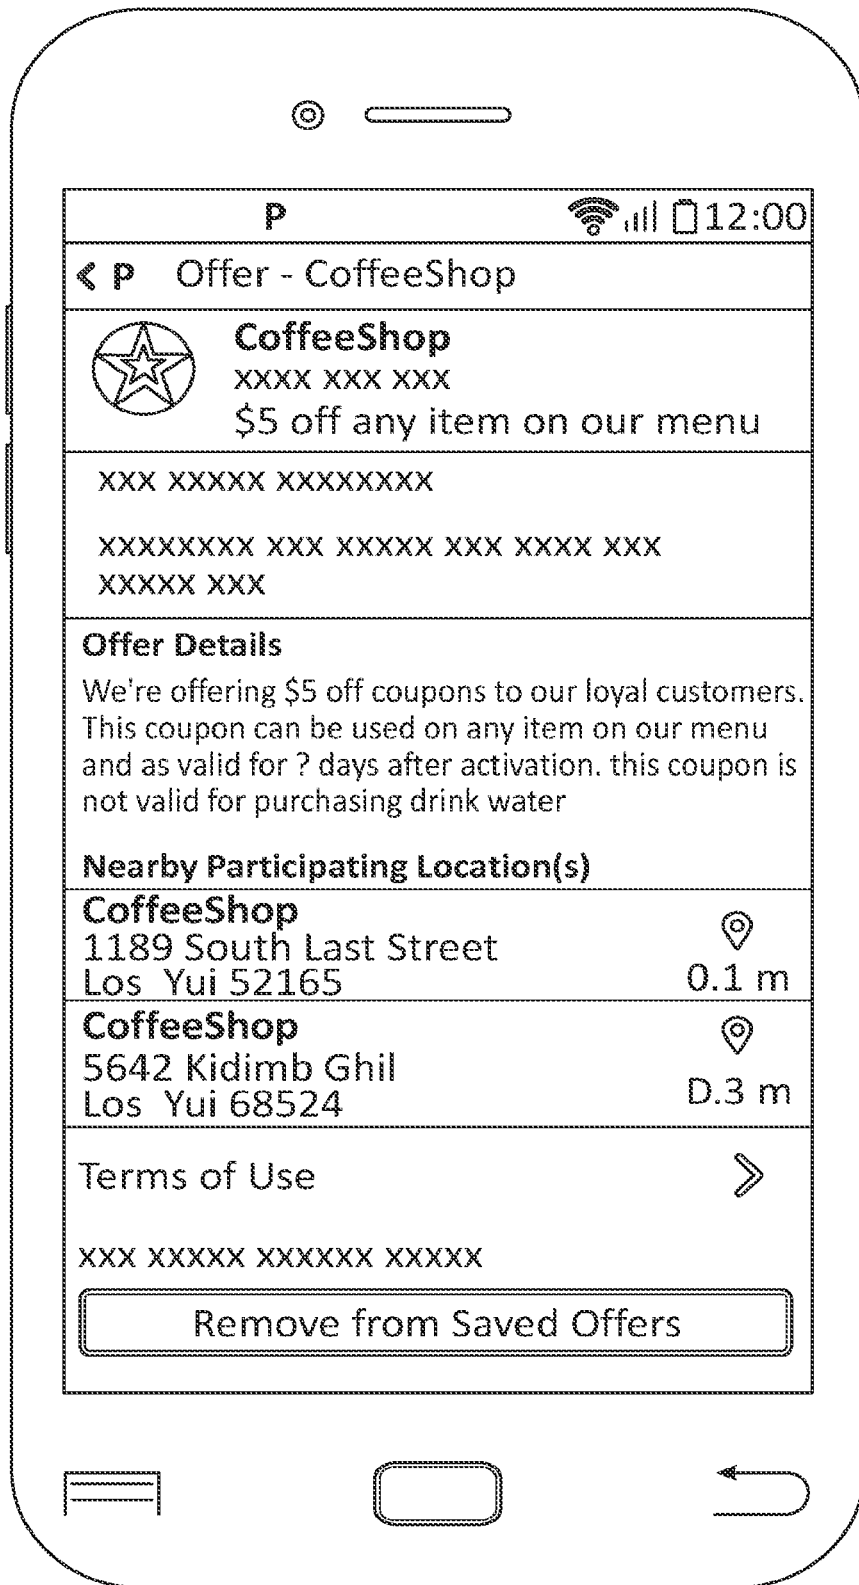 P 12:00
< P Offer - CoffeeShop
CoffeeShop
xxxx xxx xxx
$5 off any item on our menu
xxx xxxxx xxxxxxxx
xxxxxxxx xxx xxxxx xxx xxxx xxx
xxxxx xxx
Offer Details
We're offering $5 off coupons to our loyal customers.
This coupon can be used on any item on our menu
and as valid for ? days after activation. this coupon is
not valid for purchasing drink water
Nearby Participating Location(s)
CoffeeShop
1189 South Last Street
Los Yui 52165
0.1 m
CoffeeShop
5642 Kidimb Ghil
Los Yui 68524
D.3 m
Terms of Use >
xxx xxxxx xxxxxx xxxxx
Remove from Saved Offers